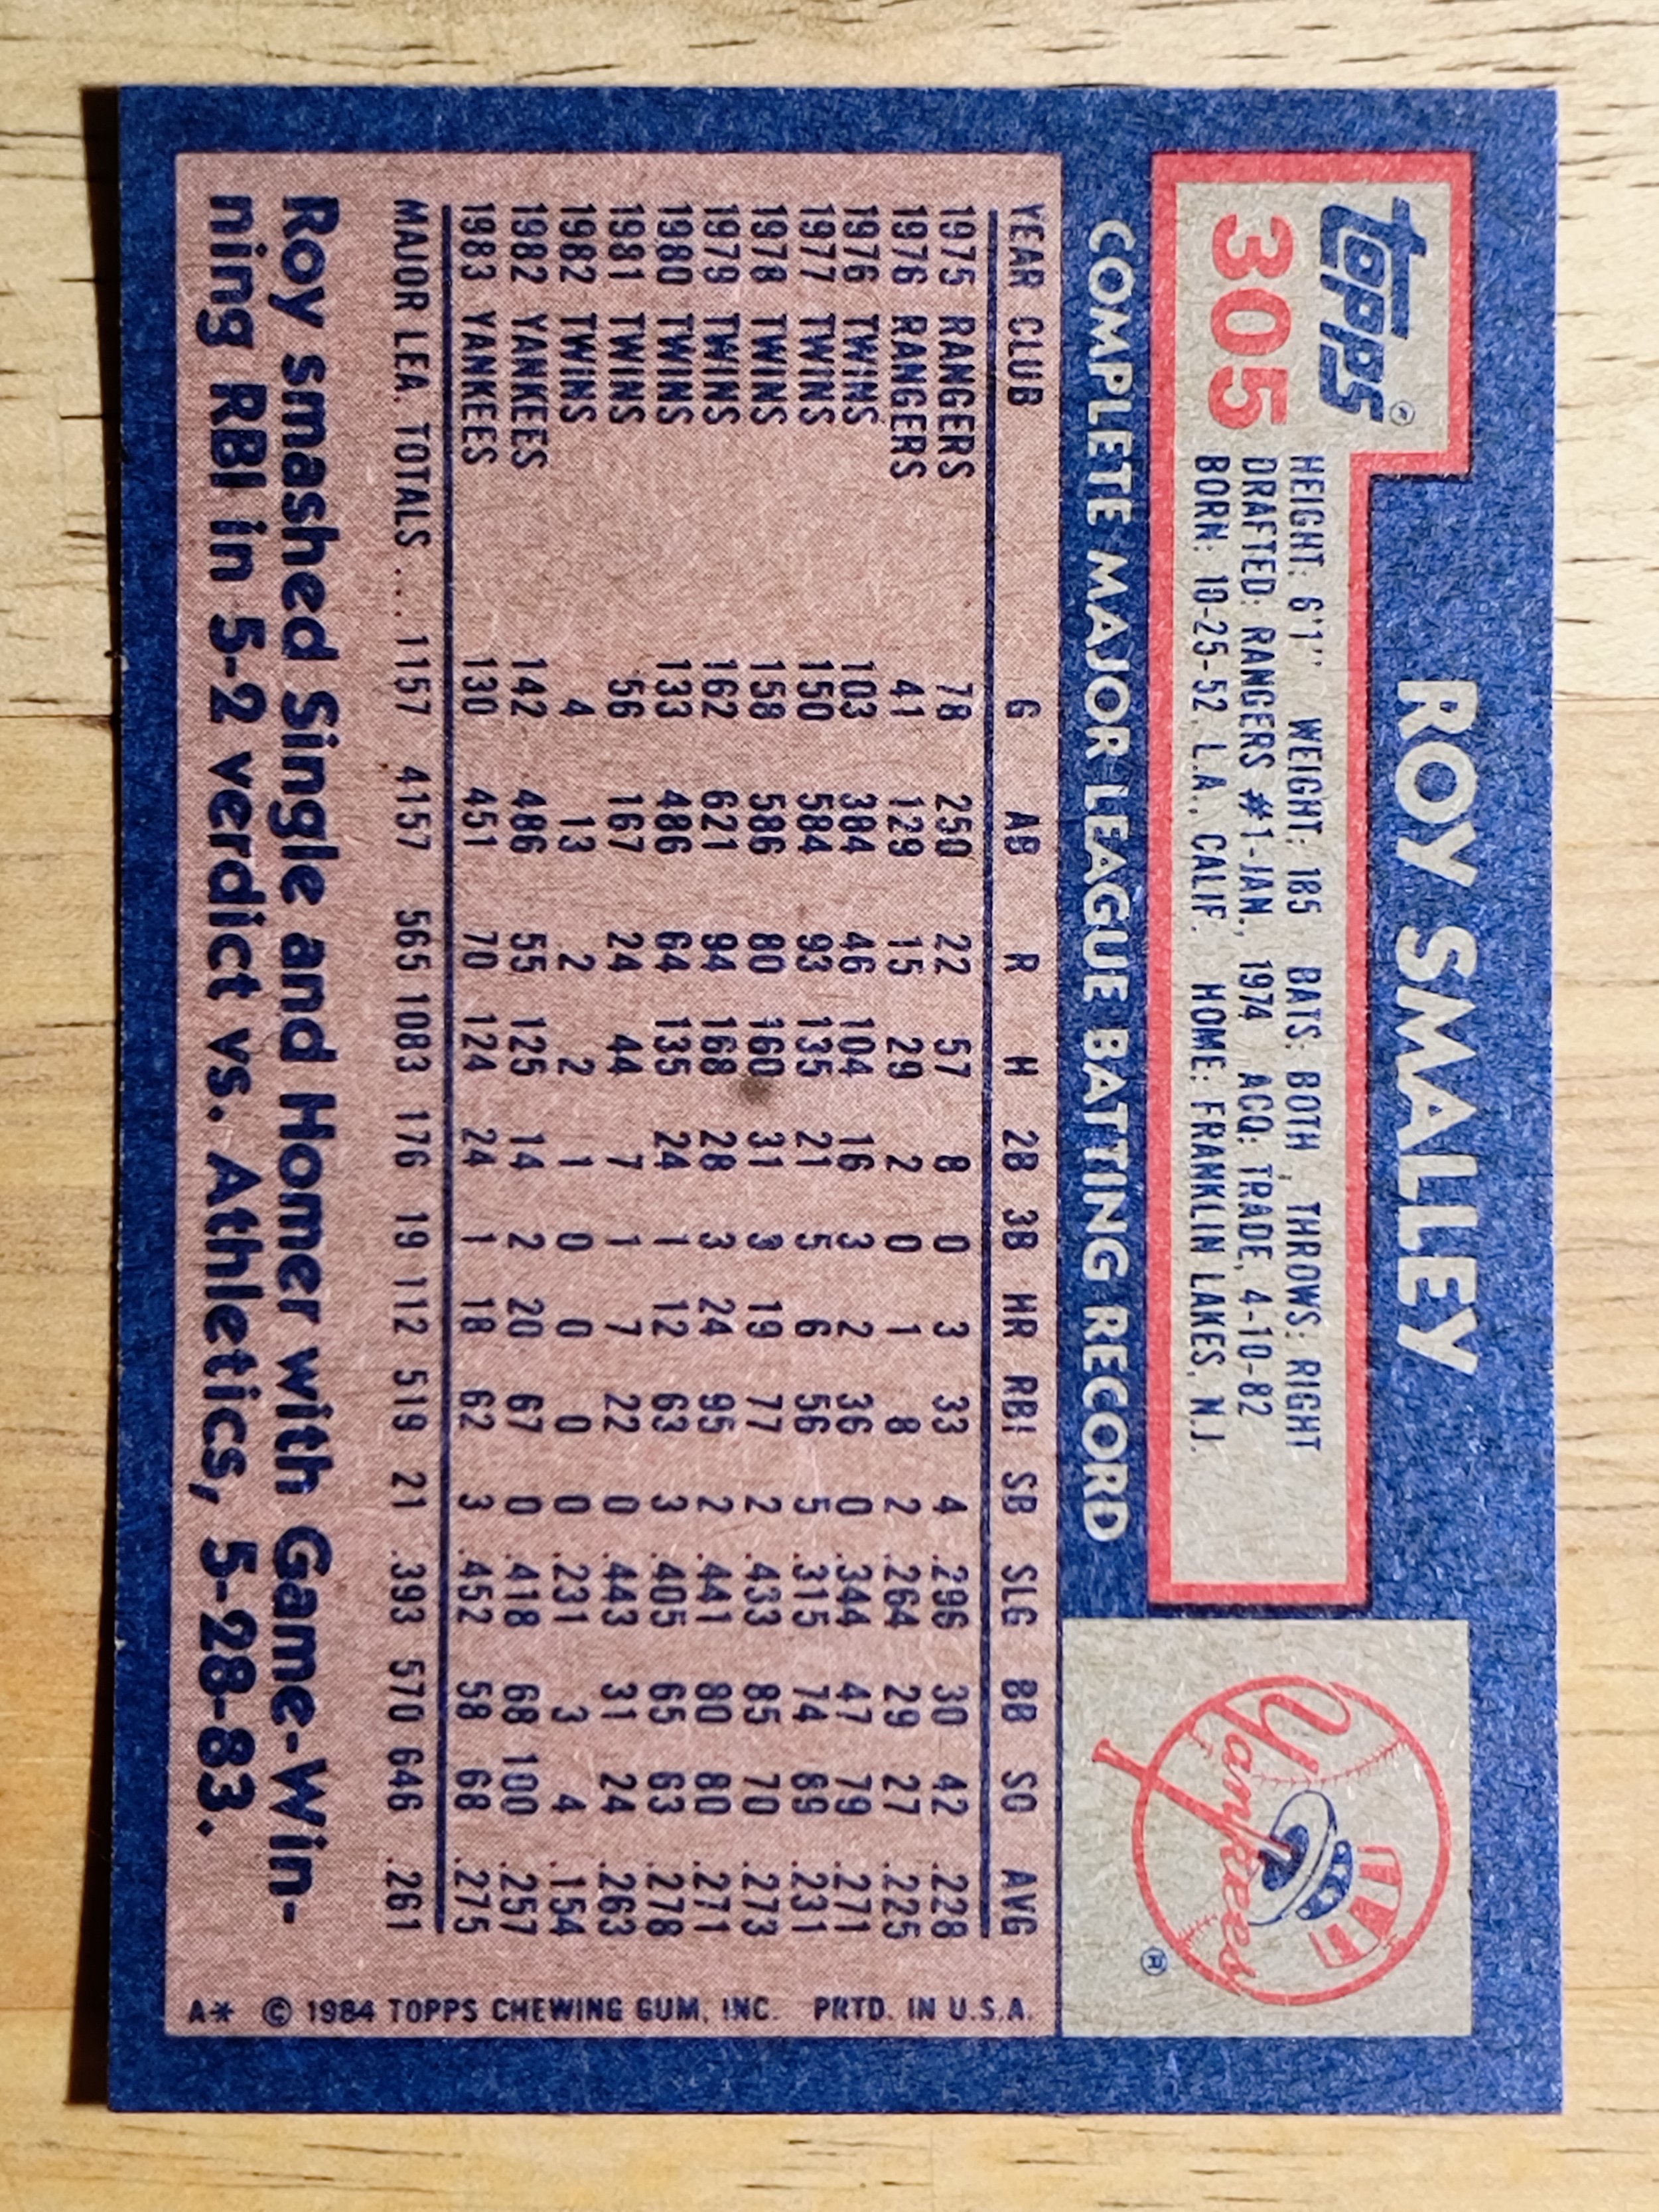 ROY SMALLEY
topps®
305
HEIGHT: 6'1" WEIGHT: 185 BATS: BOTH THROWS: RIGHT
DRAFTED: RANGERS #1-JAN., 1974 ACQ: TRADE, 4-10-82
BORN: 10-25-52, L.A., CALIF. HOME: FRANKLIN LAKES, N.J.
Yankees
®
COMPLETE MAJOR LEAGUE BATTING RECORD
YEAR CLUB G AB R H 2B 3B HR RBI SB SLG BB SO AVG
1975 RANGERS 78 250 22 57 8 0 3 33 4 .296 30 42 .228
1976 RANGERS 41 129 15 29 2 0 1 8 2 .264 29 27 .225
1976 TWINS 103 384 46 104 16 3 2 36 0 .344 47 79 .271
1977 TWINS 150 584 93 135 21 5 6 56 5 .315 74 89 .231
1978 TWINS 158 586 80 160 31 3 19 77 2 .433 85 70 .273
1979 TWINS 162 621 94 168 28 3 24 95 2 .441 80 80 .271
1980 TWINS 133 486 64 135 24 1 12 63 3 .405 65 63 .278
1981 TWINS 56 167 24 44 7 1 7 22 0 .443 31 24 .263
1982 TWINS 4 13 2 2 1 0 0 0 0 .231 3 4 .154
1982 YANKEES 142 486 55 125 14 2 20 67 0 .418 68 100 .257
1983 YANKEES 130 451 70 124 24 1 18 62 3 .452 58 68 .275
MAJOR LEA. TOTALS .... 1157 4157 565 1083 176 19 112 519 21 .393 570 646 .261
Roy smashed Single and Homer with Game-Win-
ning RBI in 5-2 verdict vs. Athletics, 5-28-83.
A* © 1984 TOPPS CHEWING GUM, INC. PRTD. IN U.S.A.